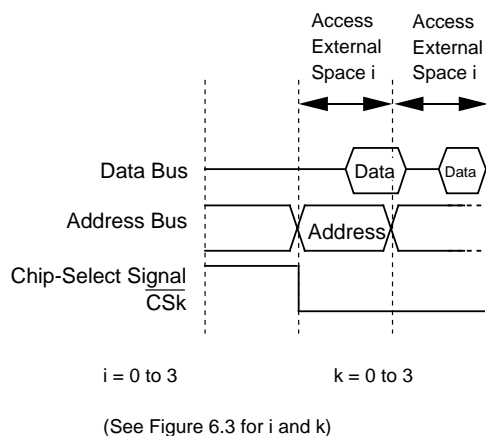 Access
External
Space i
Access
External
Space i
Data Bus
Data
Data
Address Bus
Address
Chip-Select Signal
CSk
i = 0 to 3
k = 0 to 3
(See Figure 6.3 for i and k)